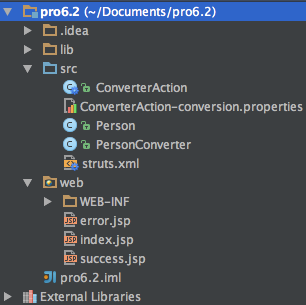 pro6.2 (~/Documents/pro6.2)
.idea
lib
src
ConverterAction
ConverterAction-conversion.properties
Person
PersonConverter
struts.xml
web
WEB-INF
error.jsp
index.jsp
success.jsp
pro6.2.iml
External Libraries